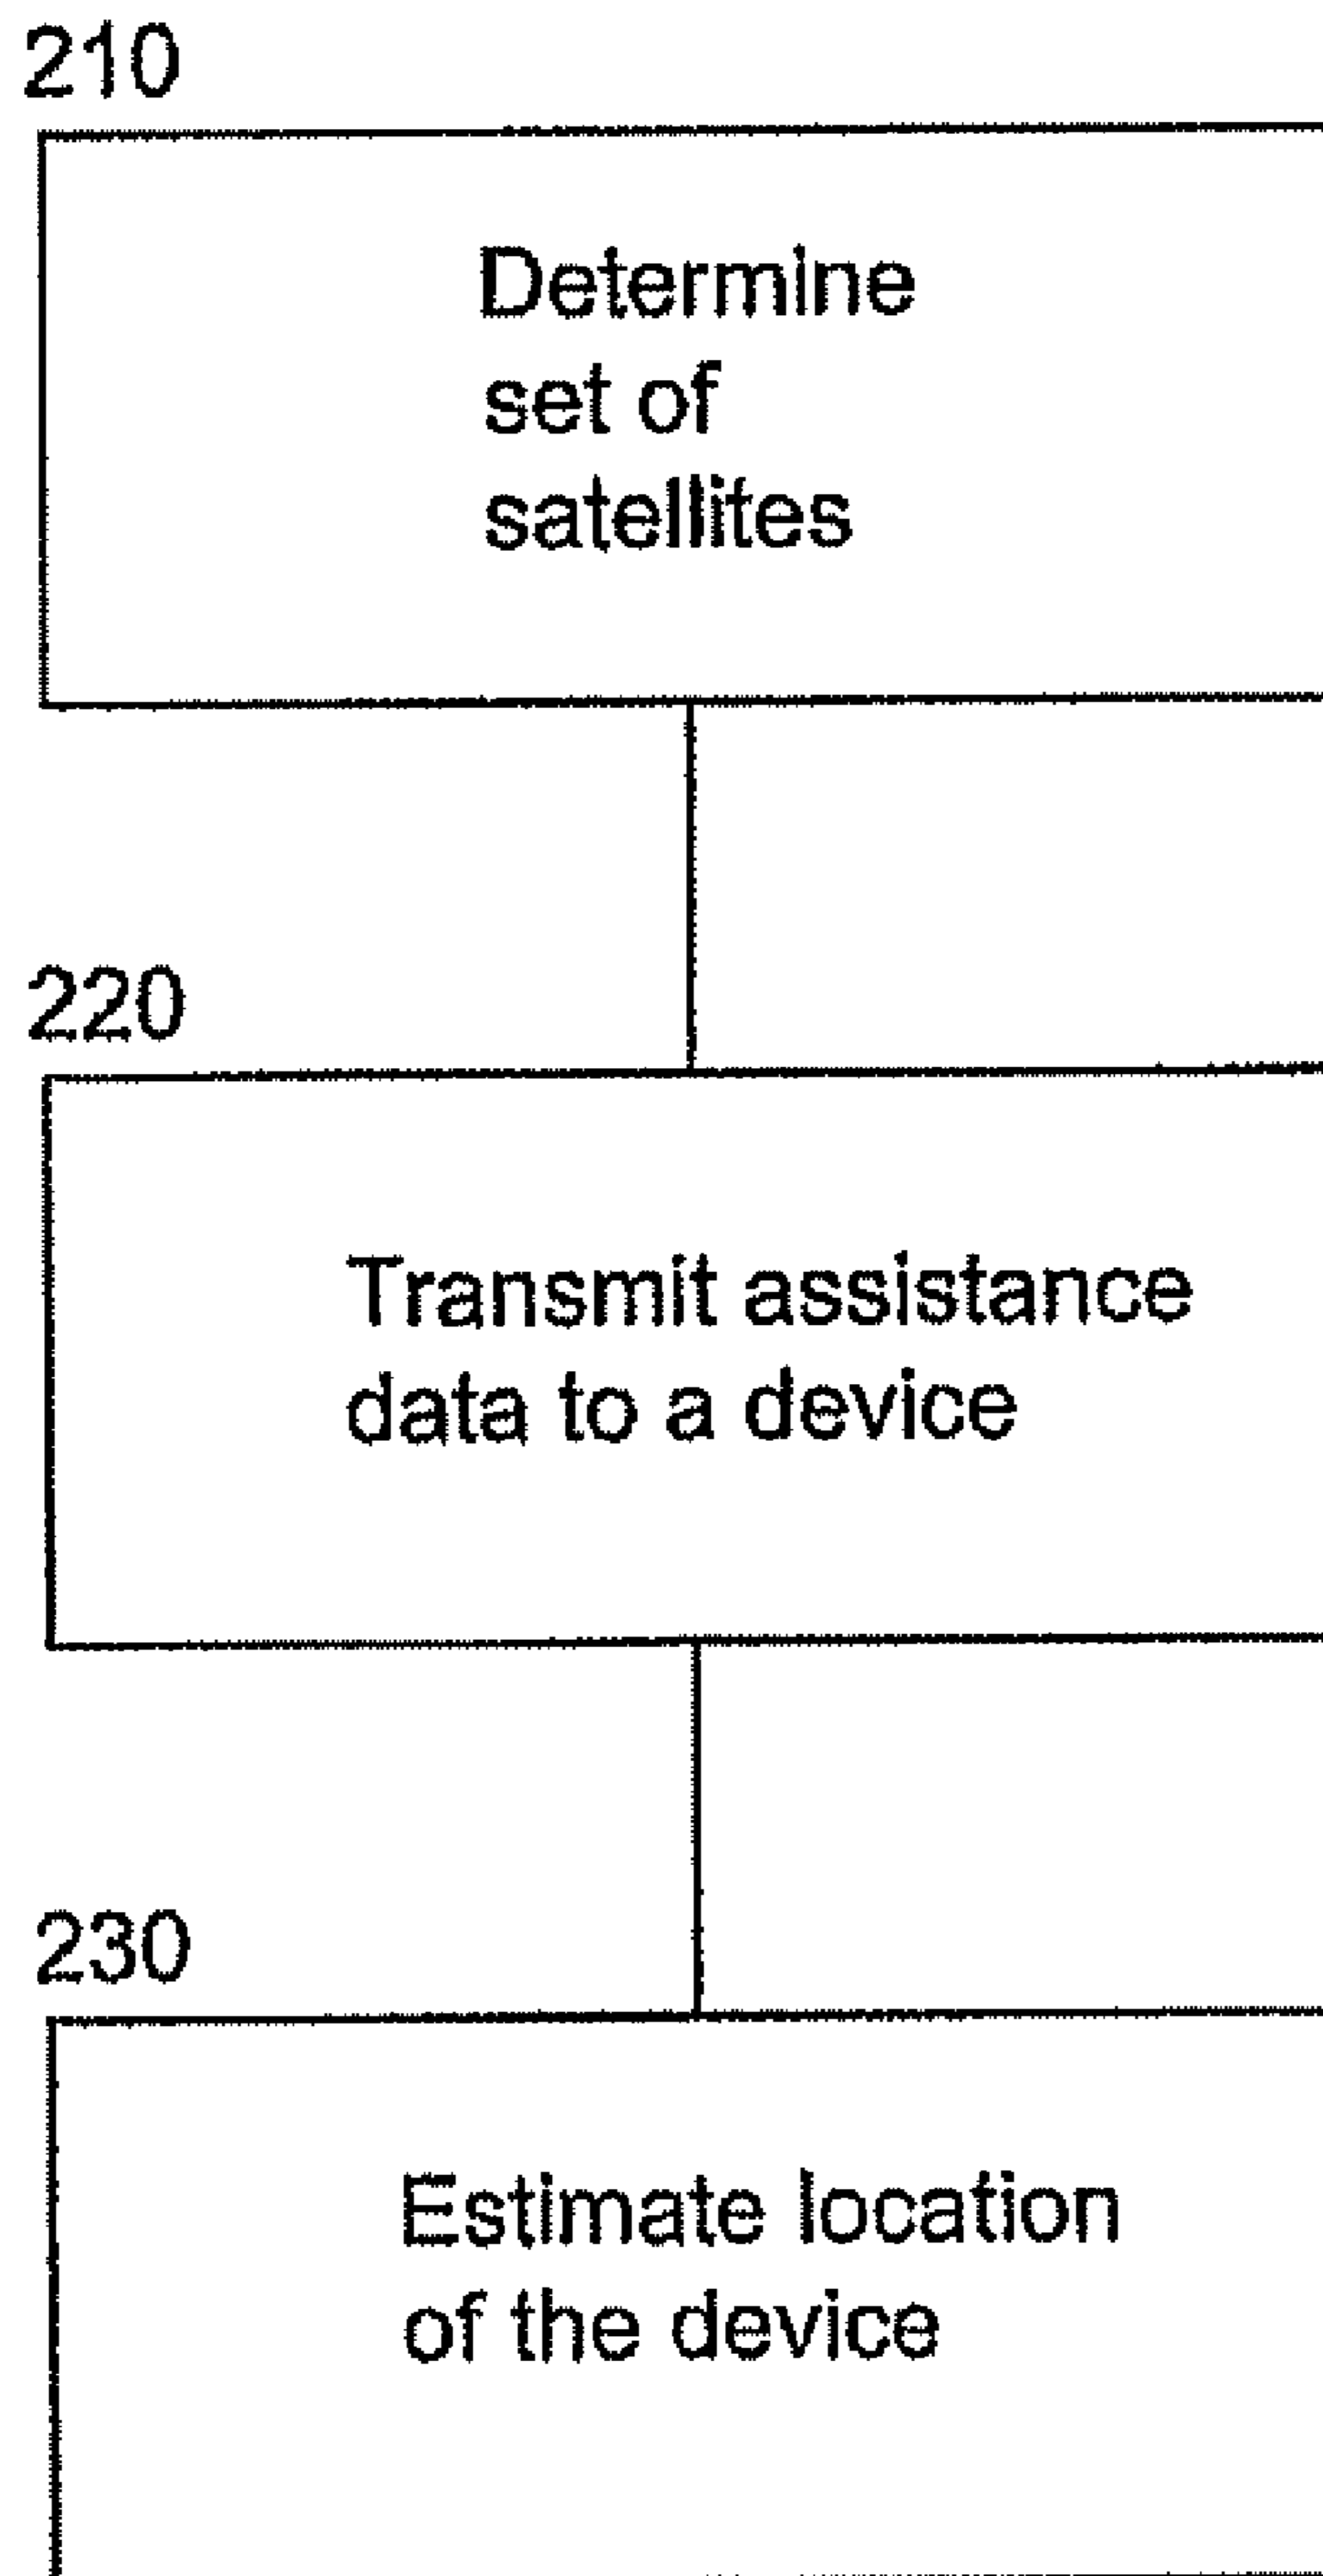 210
Determine
set of
satellites
220
Transmit assistance
data to a device
230
Estimate location
of the device